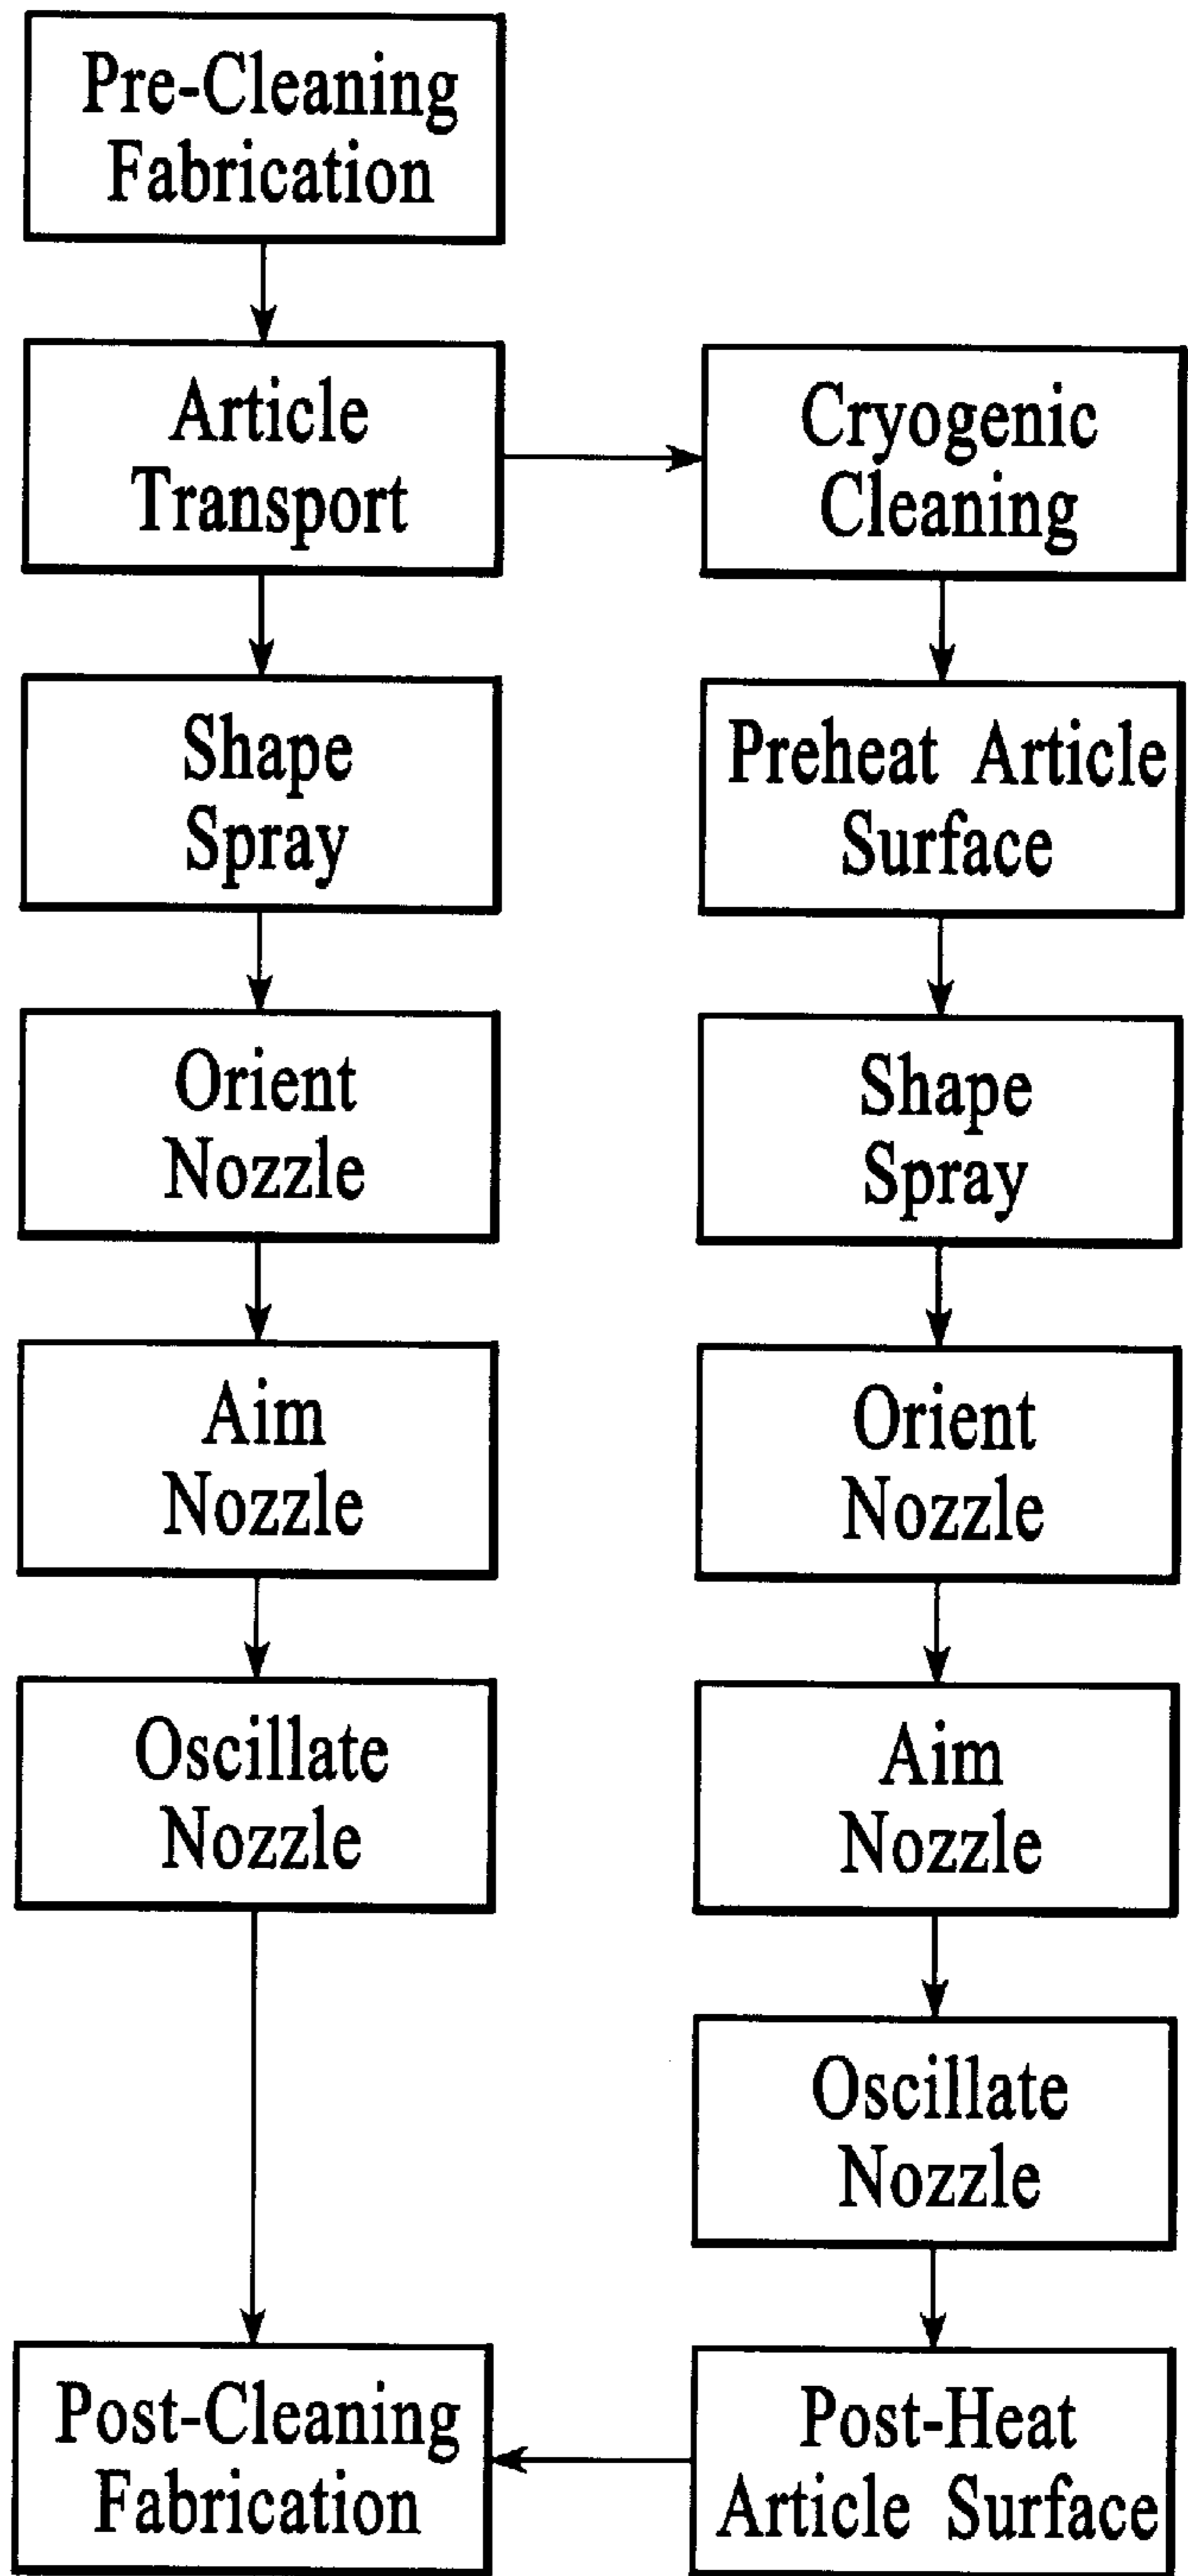 Pre-Cleaning
Fabrication
Article
Transport
Shape
Spray
Orient
Nozzle
Aim
Nozzle
Oscillate
Nozzle
Post-Cleaning
Fabrication
Cryogenic
Cleaning
Preheat Article
Surface
Shape
Spray
Orient
Nozzle
Aim
Nozzle
Oscillate
Nozzle
Post-Heat
Article Surface